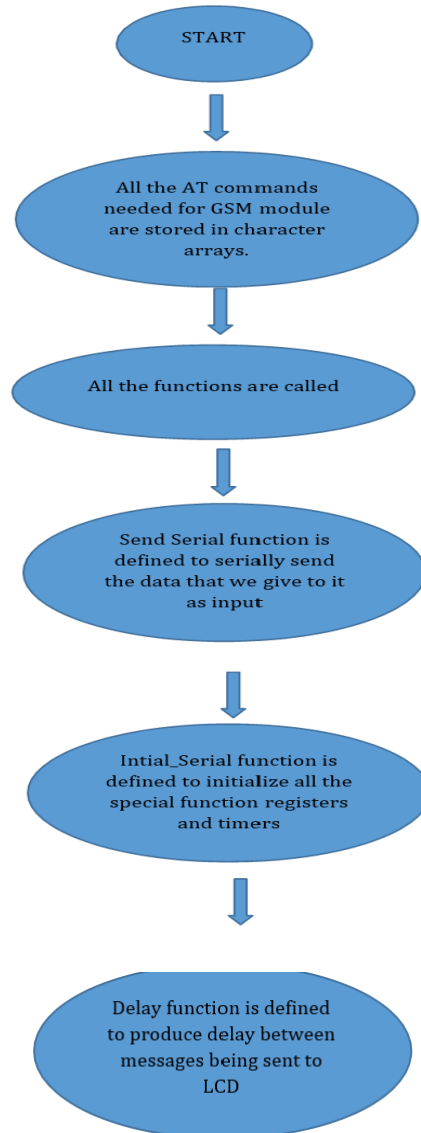 START
All the AT commands
needed for GSM module
are stored in character
arrays.
All the functions are called
Send Serial function is
defined to serially send
the data that we give to it
as input
Intial_Serial function is
defined to initialize all the
special function registers
and timers
Delay function is defined
to produce delay between
messages being sent to
LCD